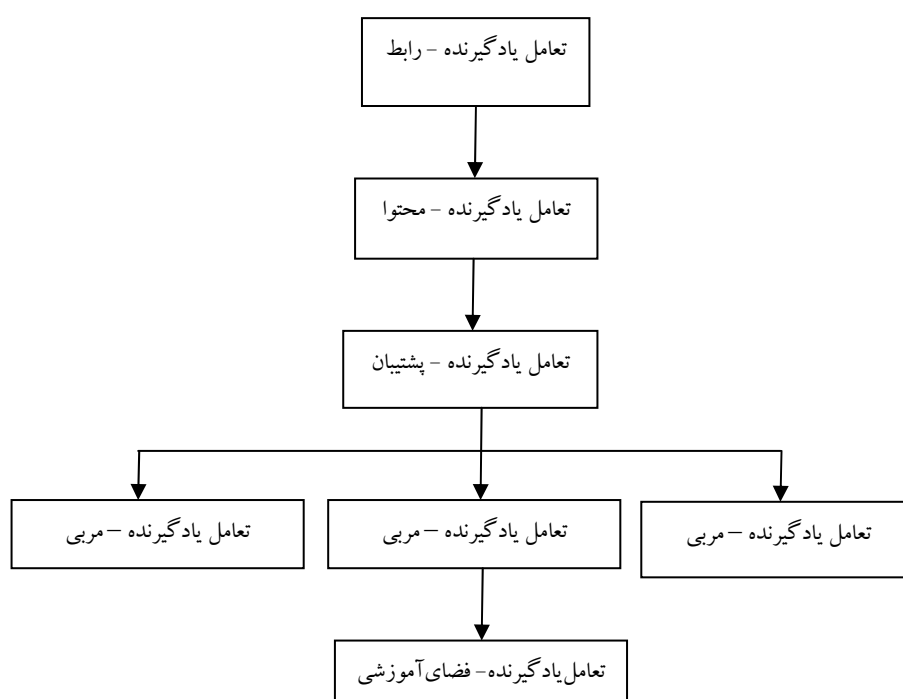 تعامل یادگیرنده – رابط
تعامل یادگیرنده – محتوا
تعامل یادگیرنده – پشتیبان
تعامل یادگیرنده – مربی
تعامل یادگیرنده – مربی
تعامل یادگیرنده – مربی
تعامل یادگیرنده – فضای آموزشی